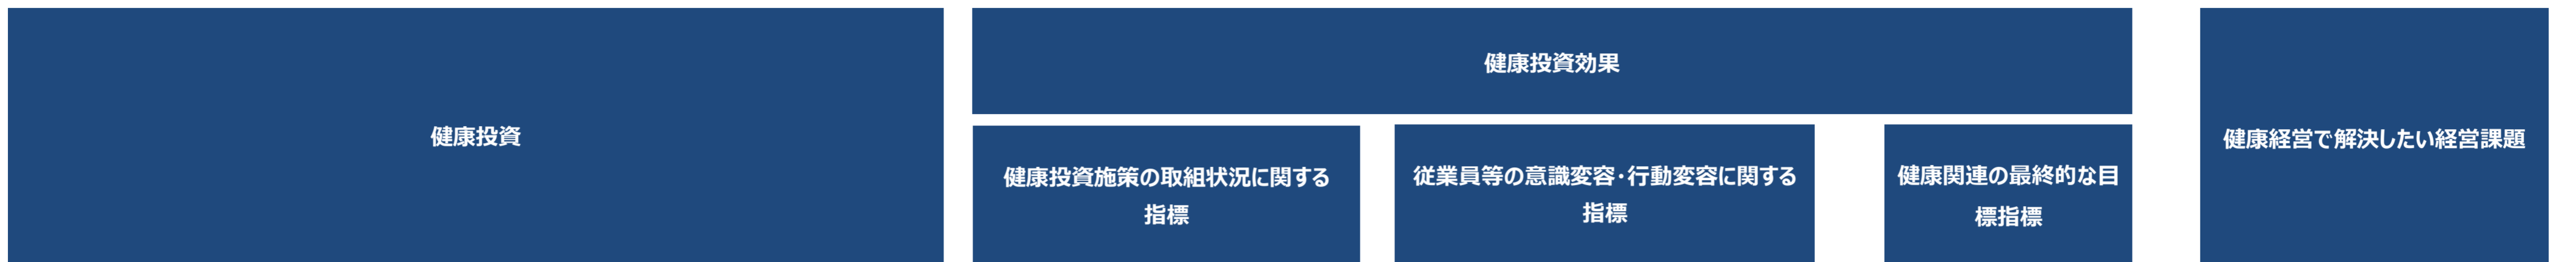 健康投資
健康投資効果
健康投資施策の取組状況に関する
指標
従業員等の意識変容・行動変容に関する
指標
健康関連の最終的な目
標指標
健康経営で解決したい経営課題